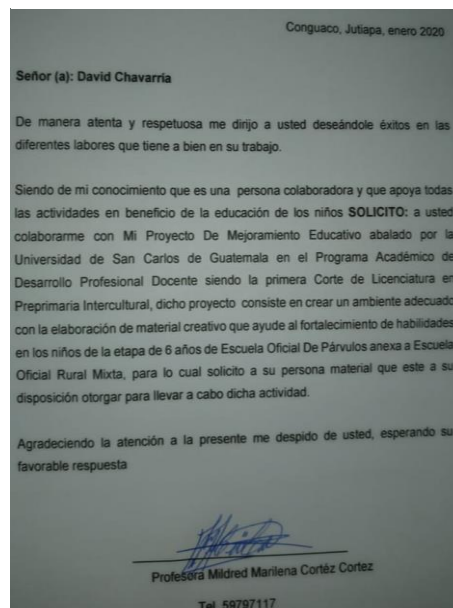 Conguaco, Jutiapa, enero 2020
Señor (a): David Chavarría
De manera atenta y respetuosa me dirijo a usted deseándole éxitos en las
diferentes labores que tiene a bien en su trabajo.
Siendo de mi conocimiento que es una persona colaboradora y que apoya todas
las actividades en beneficio de la educación de los niños SOLICITO: a usted
colaborarme con Mi Proyecto De Mejoramiento Educativo abalado por la
Universidad de San Carlos de Guatemala en el Programa Académico de
Desarrollo Profesional Docente siendo la primera Corte de Licenciatura en
Preprimaria Intercultural, dicho proyecto consiste en crear un ambiente adecuado
con la elaboración de material creativo que ayude al fortalecimiento de habilidades
en los niños de la etapa de 6 años de Escuela Oficial De Párvulos anexa a Escuela
Oficial Rural Mixta, para lo cual solicito a su persona material que este a su
disposición otorgar para llevar a cabo dicha actividad.
Agradeciendo la atención a la presente me despido de usted, esperando su
favorable respuesta
Profesora Mildred Marilena Cortéz Cortez
Tel. 59797117